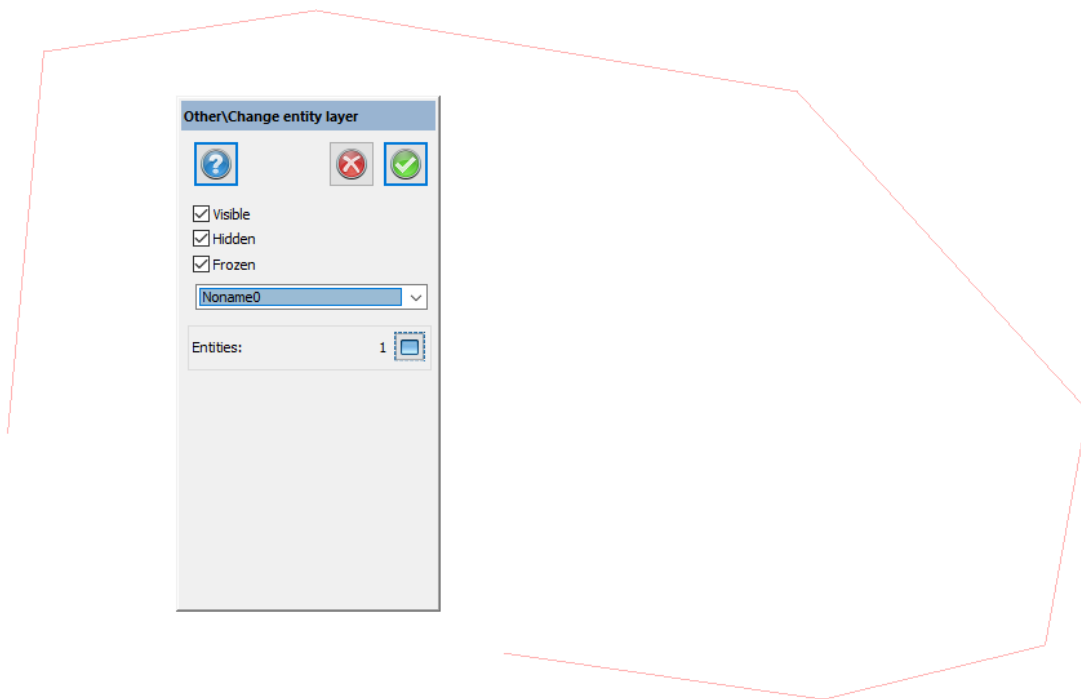 Other\Change entity layer
Visible
Hidden
Frozen
Noname0
Entities: 1